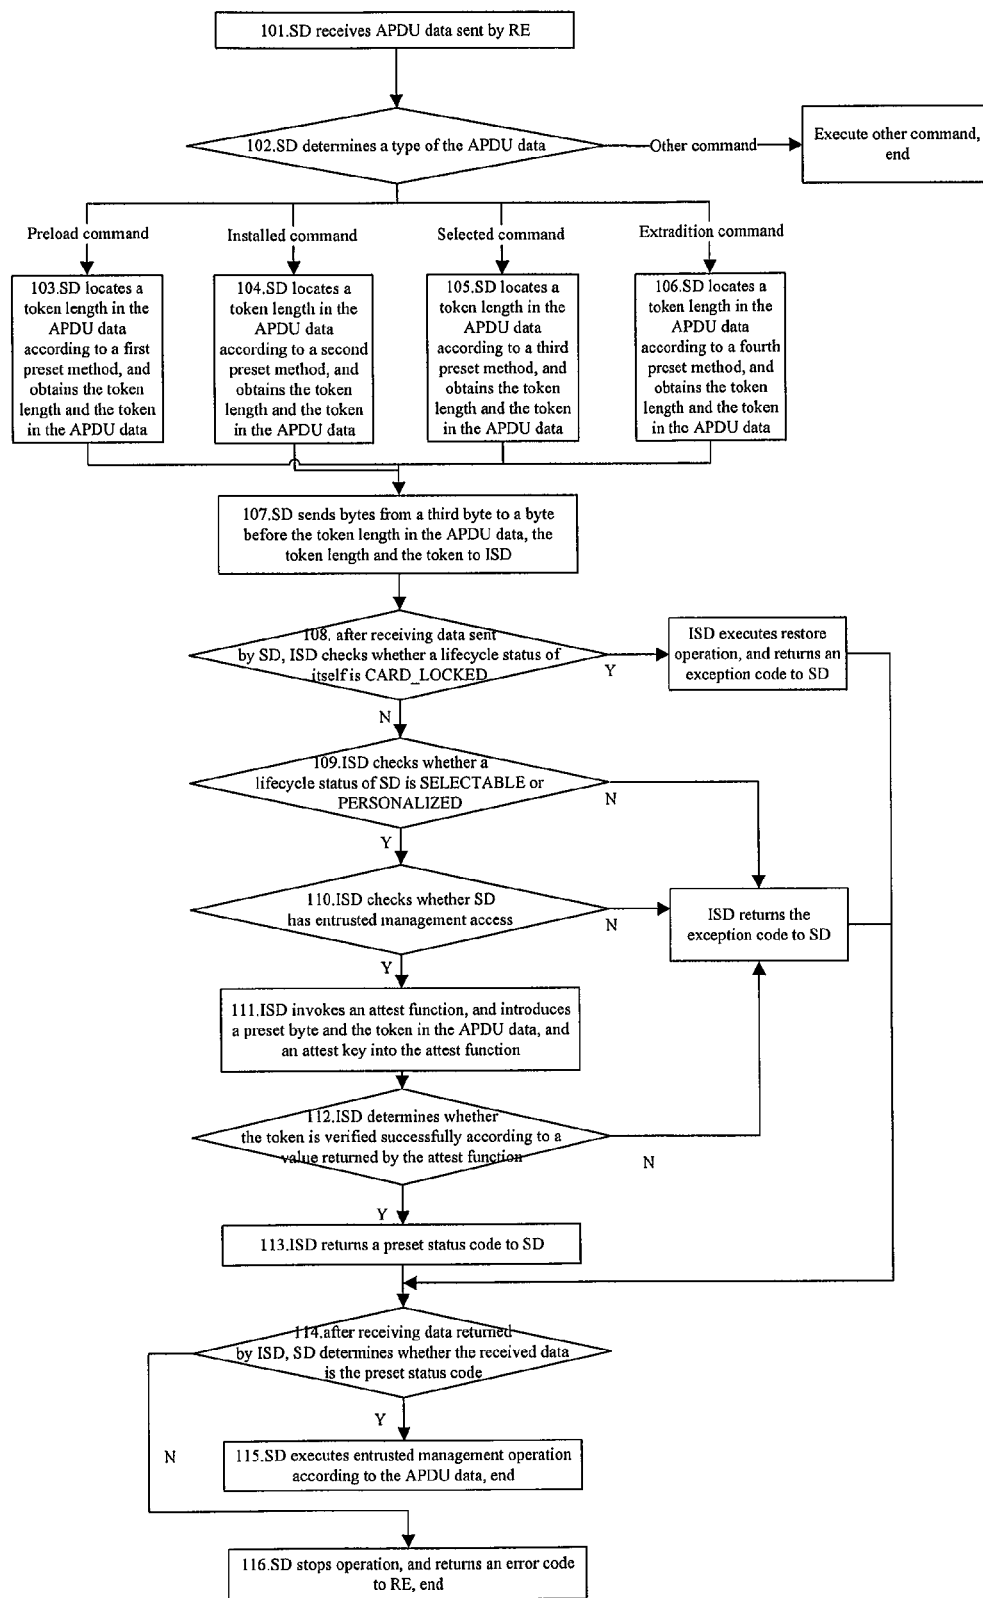 101.SD receives APDU data sent by RE
102.SD determines a type of the APDU data
Other command
Execute other command,
end
Preload command
Installed command
Selected command
Extradition command
103.SD locates a
token length in the
APDU data
according to a first
preset method, and
obtains the token
length and the token
in the APDU data
104.SD locates a
token length in the
APDU data
according to a second
preset method, and
obtains the token
length and the token
in the APDU data
105.SD locates a
token length in the
APDU data
according to a third
preset method, and
obtains the token
length and the token
in the APDU data
106.SD locates a
token length in the
APDU data
according to a fourth
preset method, and
obtains the token
length and the token
in the APDU data
107.SD sends bytes from a third byte to a byte
before the token length in the APDU data, the
token length and the token to ISD
108. after receiving data sent
by SD, ISD checks whether a lifecycle status of
itself is CARD_LOCKED
Y
ISD executes restore
operation, and returns an
exception code to SD
N
109.ISD checks whether a
lifecycle status of SD is SELECTABLE or
PERSONALIZED
N
Y
110.ISD checks whether SD
has entrusted management access
N
ISD returns the
exception code to SD
Y
111.ISD invokes an attest function, and introduces
a preset byte and the token in the APDU data, and
an attest key into the attest function
112.ISD determines whether
the token is verified successfully according to a
value returned by the attest function
N
Y
113.ISD returns a preset status code to SD
114.after receiving data returned
by ISD, SD determines whether the received data
is the preset status code
Y
N
115.SD executes entrusted management operation
according to the APDU data, end
116.SD stops operation, and returns an error code
to RE, end